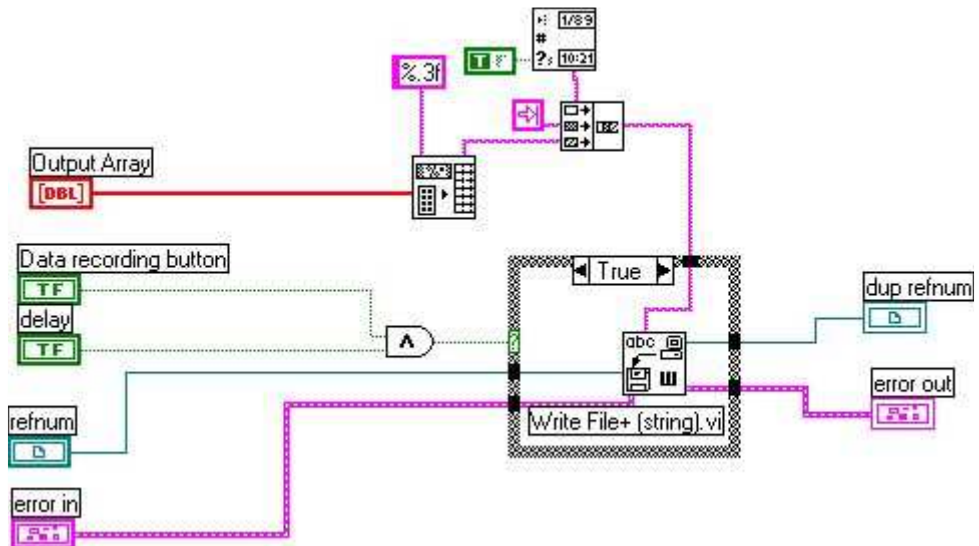 1/89
#
?s 10:21
T F
%.3f
Output Array
[DBL]
Data recording button
TF
True
dup refnum
delay
TF
?
abc
error out
Write File+ (string).vi
refnum
error in